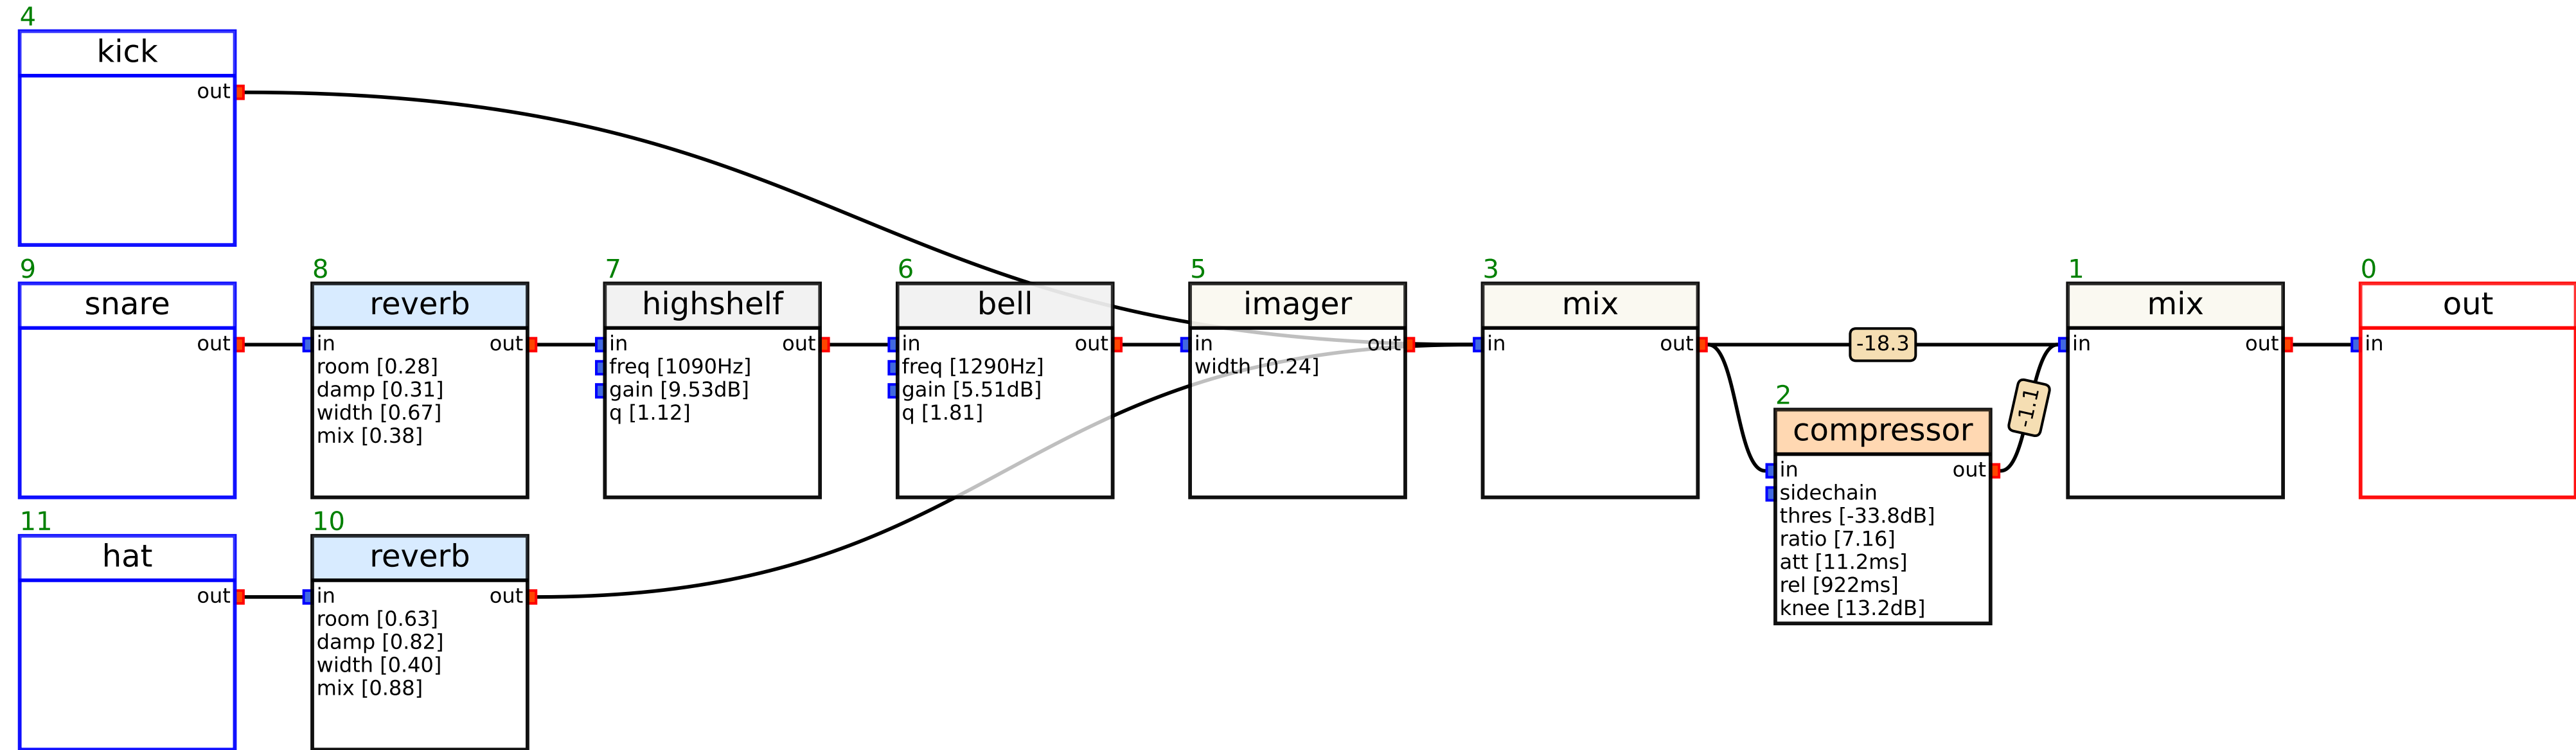 4
kick
out
9
snare
out
8
reverb
in out
room [0.28]
damp [0.31]
width [0.67]
mix [0.38]
7
highshelf
in out
freq [1090Hz]
gain [9.53dB]
q [1.12]
6
bell
in out
freq [1290Hz]
gain [5.51dB]
q [1.81]
5
imager
in out
width [0.24]
3
mix
in out
-18.3
2
compressor
in out
sidechain
thres [-33.8dB]
ratio [7.16]
att [11.2ms]
rel [922ms]
knee [13.2dB]
-1.1
1
mix
in out
0
out
in
11
hat
out
10
reverb
in out
room [0.63]
damp [0.82]
width [0.40]
mix [0.88]